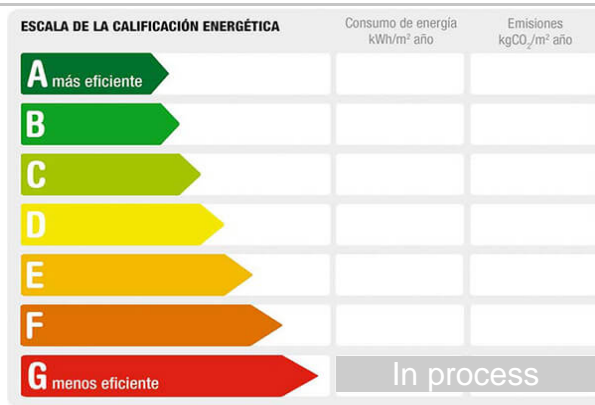 ESCALA DE LA CALIFICACIÓN ENERGÉTICA
Consumo de energía
kWh/m² año
Emisiones
kgCO₂/m² año
A más eficiente
B
C
D
E
F
G menos eficiente
In process